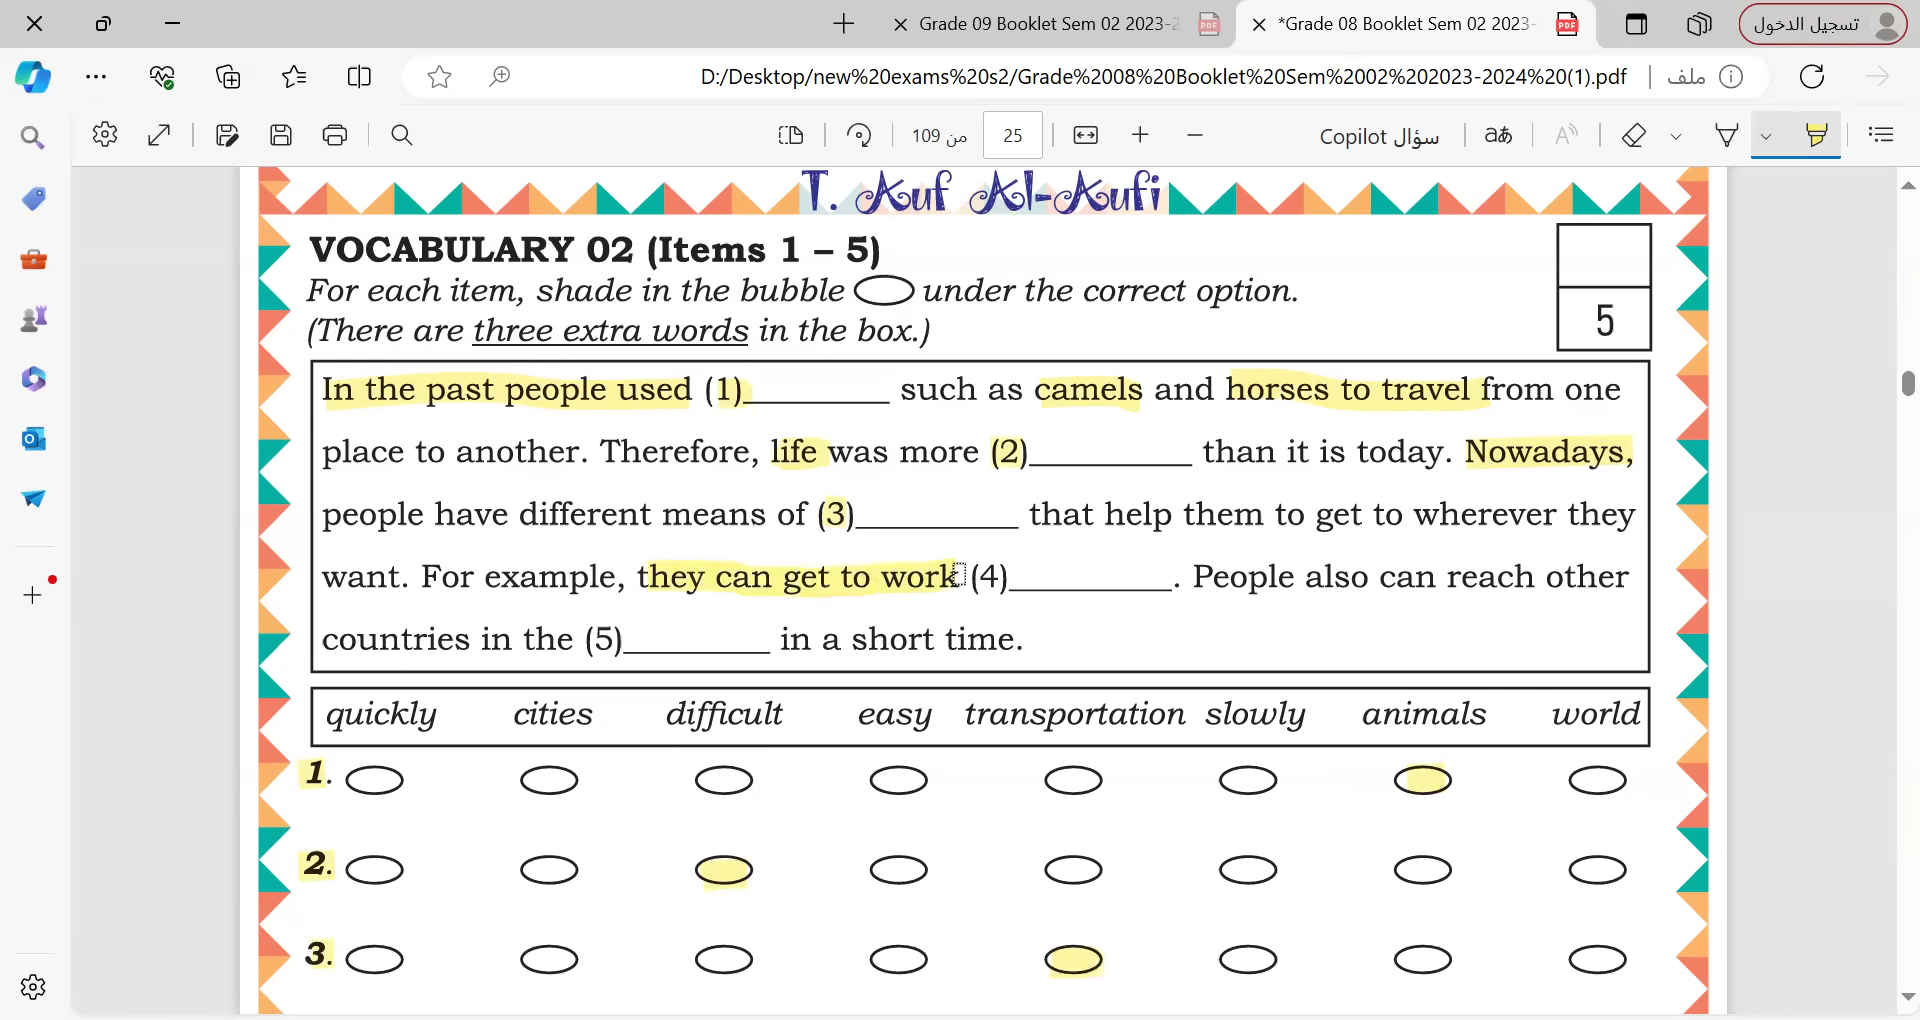 Grade 09 Booklet Sem 02 2023-2
*Grade 08 Booklet Sem 02 2023-
تسجيل الدخول
D:/Desktop/new%20exams%20s2/Grade%2008%20Booklet%20Sem%2002%202023-2024%20(1).pdf
ملف
109 من
25
سؤال Copilot
T. Auf Al-Aufi
VOCABULARY 02 (Items 1 – 5)
For each item, shade in the bubble under the correct option.
(There are three extra words in the box.)
5
In the past people used (1)_________ such as camels and horses to travel from one
place to another. Therefore, life was more (2)__________ than it is today. Nowadays,
people have different means of (3)__________ that help them to get to wherever they
want. For example, they can get to work (4)__________. People also can reach other
countries in the (5)_________ in a short time.
quickly cities difficult easy transportation slowly animals world
1.
2.
3.